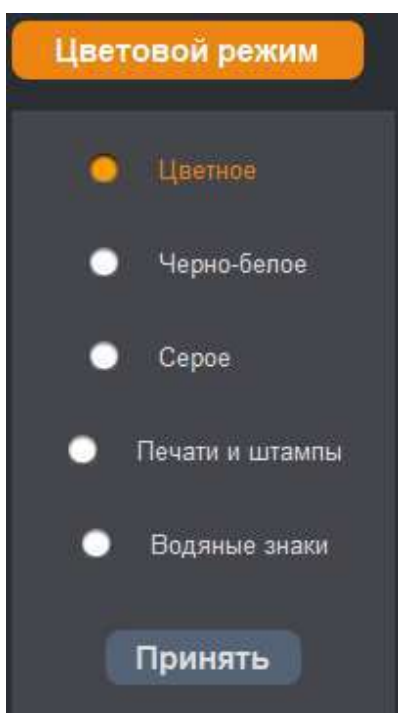 Цветовой режим
Цветное
Черно-белое
Серое
Печати и штампы
Водяные знаки
Принять